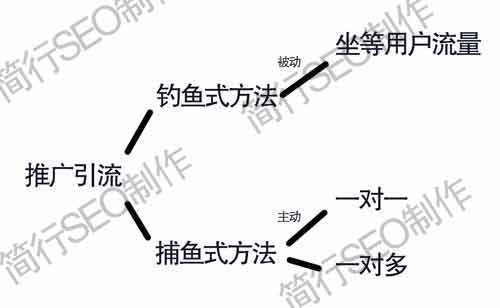 坐等用户流量
被动
钓鱼式方法
推广引流
一对一
主动
捕鱼式方法
一对多
简行SEO制作
简行SEO制作
简行SEO制作
简行SEO制作